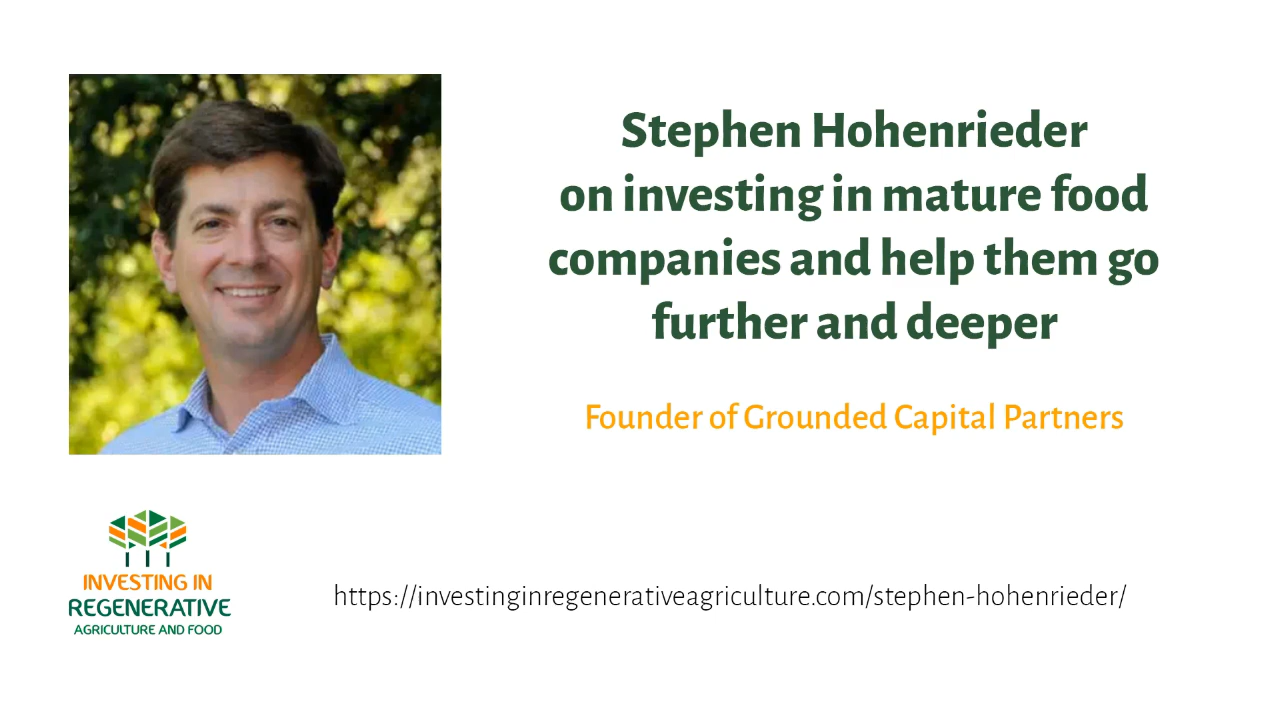 Stephen Hohenrieder
on investing in mature food
companies and help them go
further and deeper
Founder of Grounded Capital Partners
INVESTING IN
REGENERATIVE
AGRICULTURE AND FOOD
https://investinginregenerativeagriculture.com/stephen-hohenrieder/